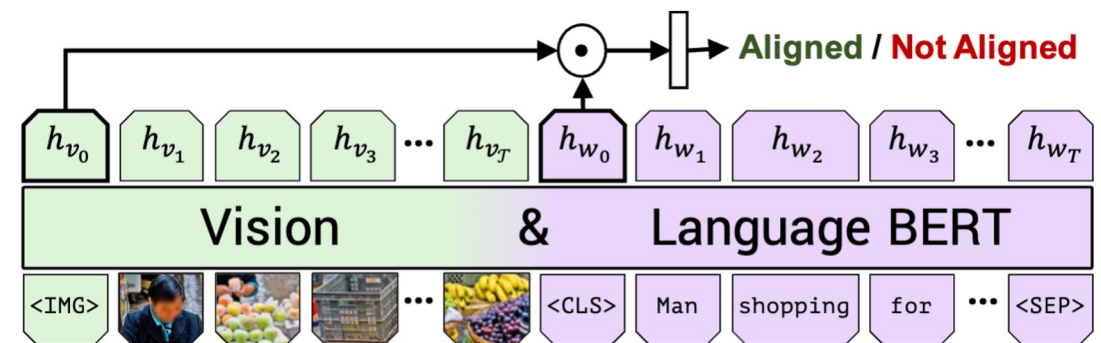 Aligned / Not Aligned
h_{v_0} h_{v_1} h_{v_2} h_{v_3} ... h_{v_𝒯} h_{w_0} h_{w_1} h_{w_2} h_{w_3} ... h_{w_T}
Vision & Language BERT
<IMG> ... <CLS> Man shopping for ... <SEP>